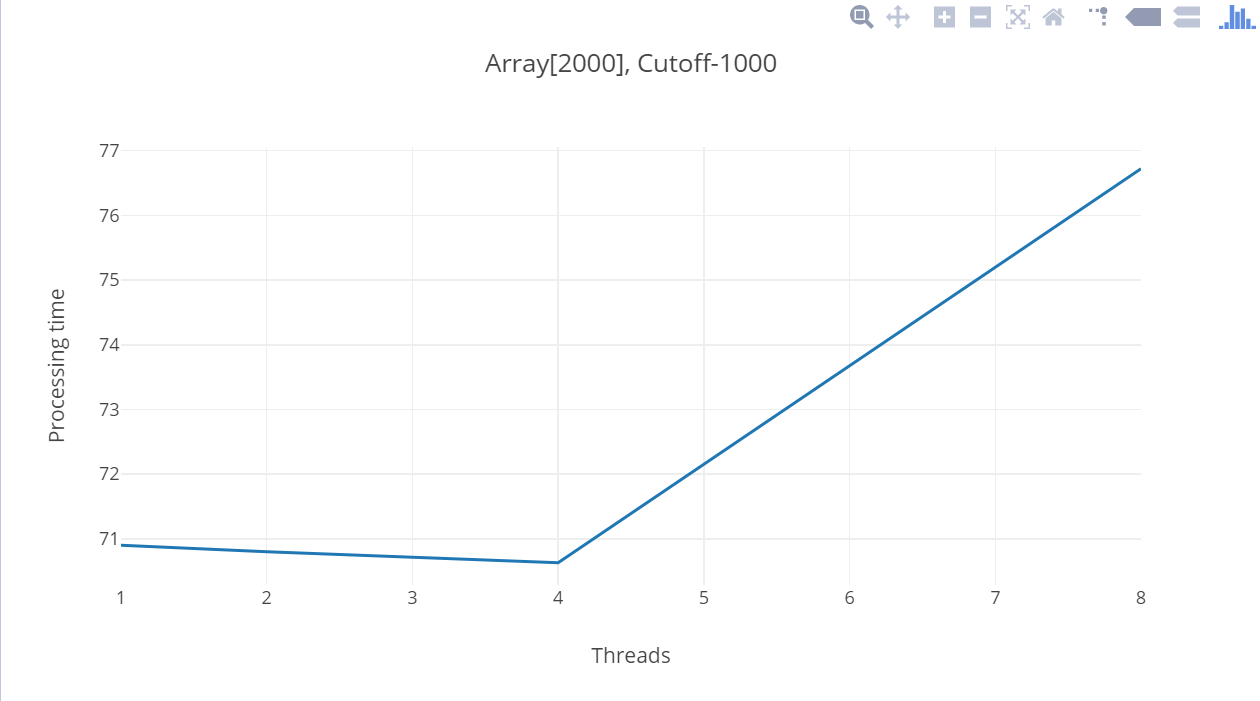 Array[2000], Cutoff-1000
77
76
75
74
73
72
71
Processing time
1 2 3 4 5 6 7 8
Threads